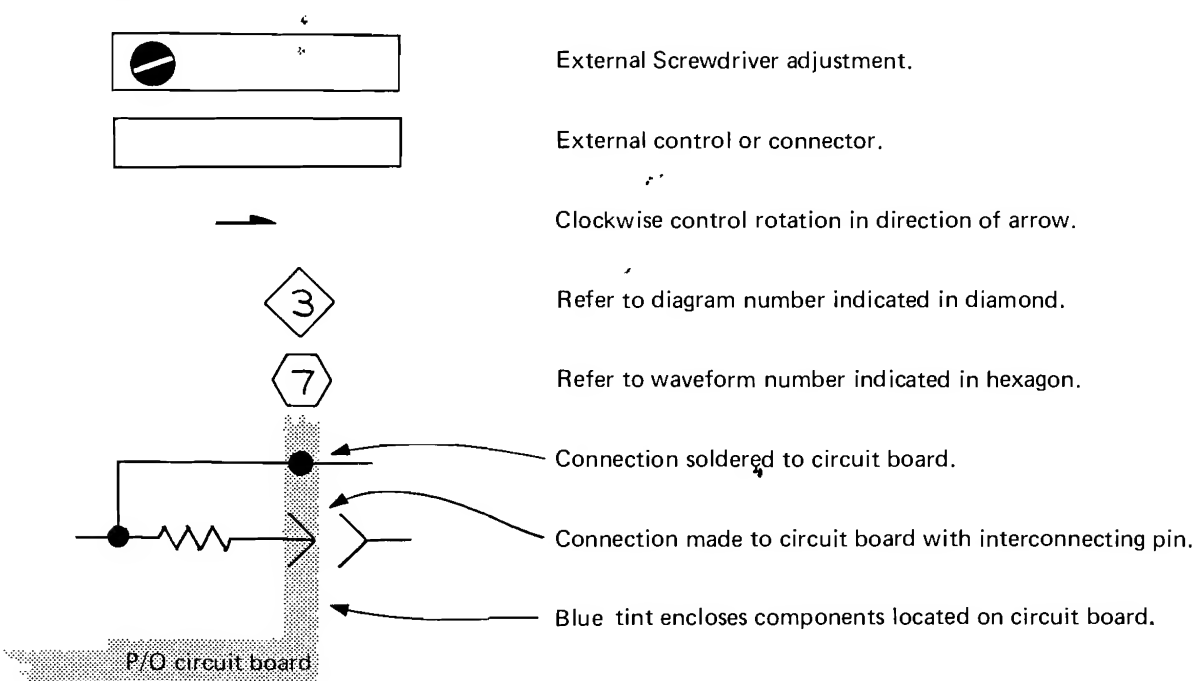 External Screwdriver adjustment.
External control or connector.
Clockwise control rotation in direction of arrow.
3
Refer to diagram number indicated in diamond.
7
Refer to waveform number indicated in hexagon.
Connection soldered to circuit board.
Connection made to circuit board with interconnecting pin.
Blue tint encloses components located on circuit board.
P/O circuit board